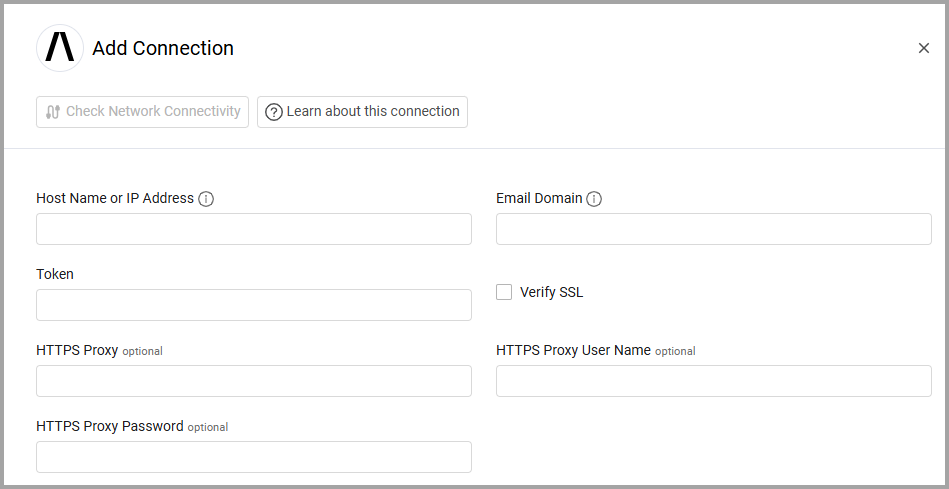 Add Connection
Check Network Connectivity
Learn about this connection
Host Name or IP Address
Email Domain
Token
Verify SSL
HTTPS Proxy optional
HTTPS Proxy User Name optional
HTTPS Proxy Password optional